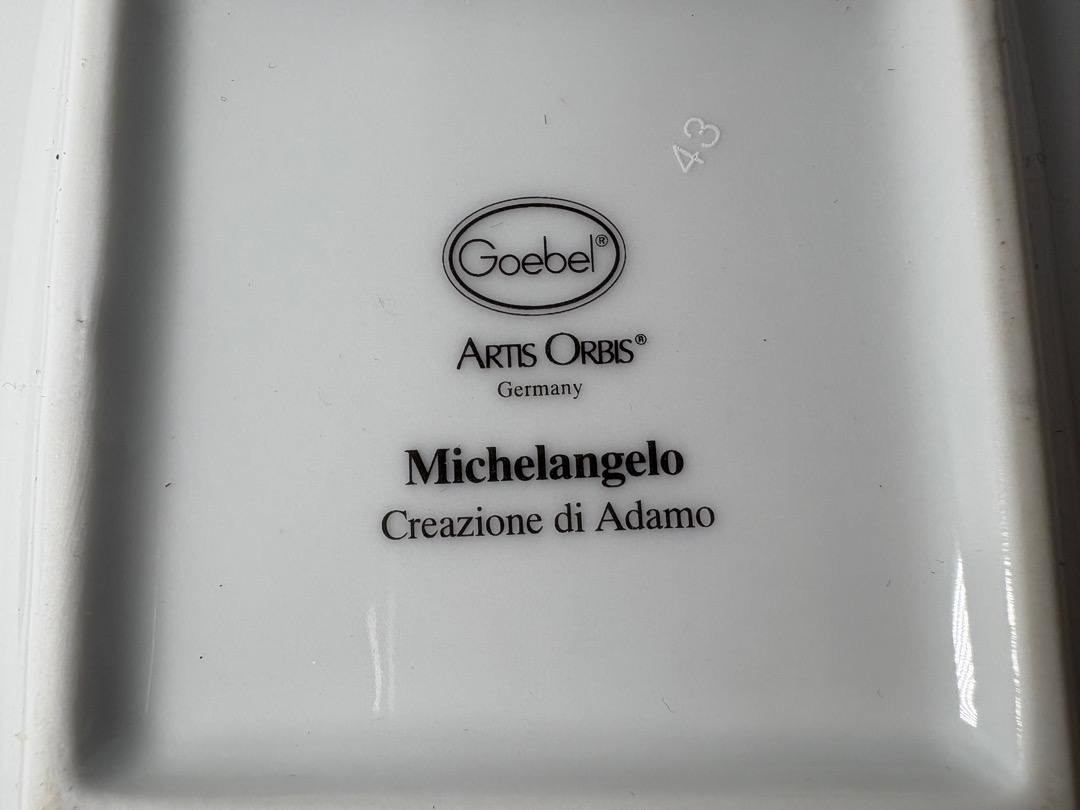 43
Goebel®
ARTIS ORBIS®
Germany
Michelangelo
Creazione di Adamo